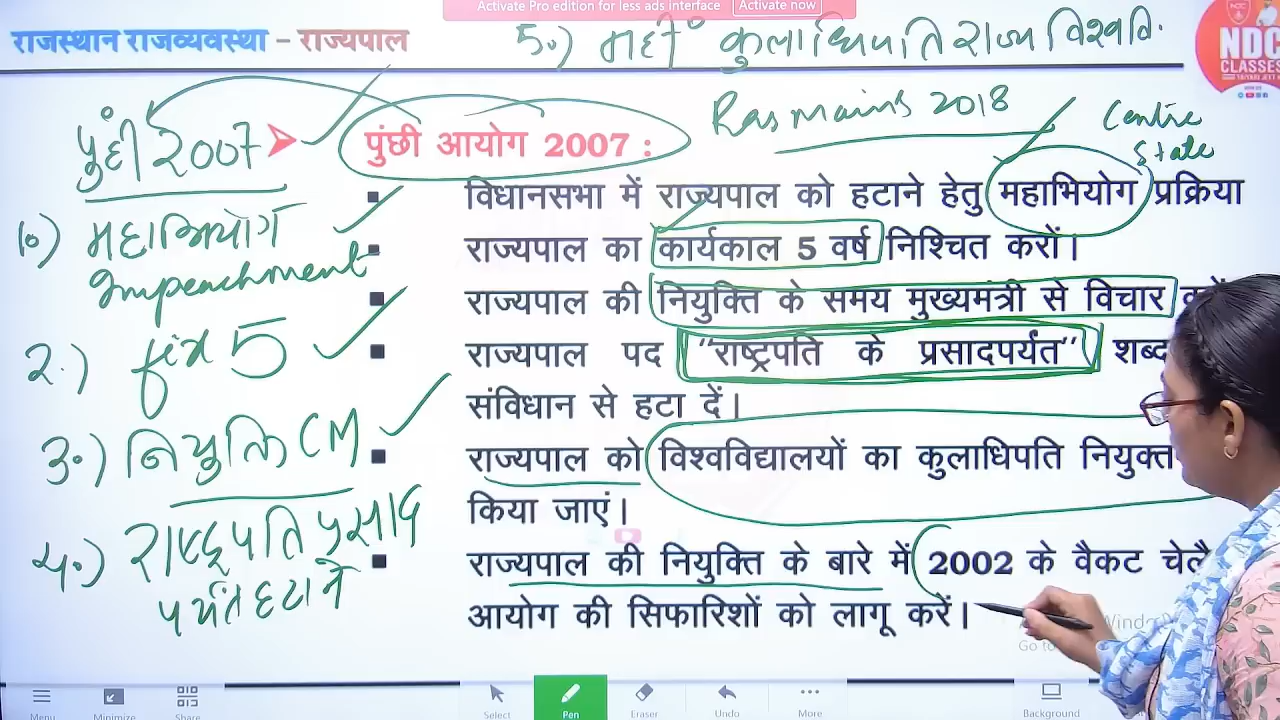 Activate Pro edition for less ads interface Activate now
राजस्थान राजव्यवस्था – राज्यपाल
5.) नहीं कुलाधिपति राज्य विश्ववि.
NDC
CLASSES
Ras Mains 2018
Centre
State
पुंछी 2007
पुंछी आयोग 2007 :
विधानसभा में राज्यपाल को हटाने हेतु महाभियोग प्रक्रिया
राज्यपाल का कार्यकाल 5 वर्ष निश्चित करों।
राज्यपाल की नियुक्ति के समय मुख्यमंत्री से विचार
राज्यपाल पद "राष्ट्रपति के प्रसादपर्यंत" शब्द
संविधान से हटा दें।
राज्यपाल को विश्वविद्यालयों का कुलाधिपति नियुक्त
किया जाएं।
राज्यपाल की नियुक्ति के बारे में 2002 के वैकट चेलै
आयोग की सिफारिशों को लागू करें।
1.) महाभियोग
Impeachment
2.) fix 5
3.) नियुक्ति CM
4.) राष्ट्रपति प्रसाद
पर्यंत हटाने
Go to
Menu
Minimize
Share
Select
Pen
Eraser
Undo
More
Background